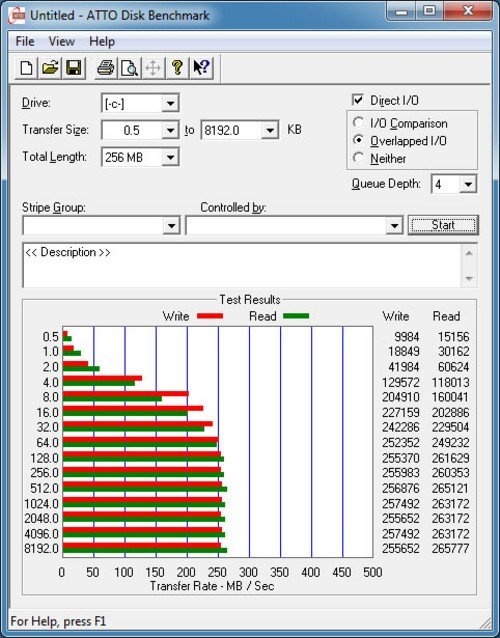 Untitled - ATTO Disk Benchmark
File View Help
Drive: [-c-] Direct I/O
Transfer Size: 0.5 to 8192.0 KB I/O Comparison
Overlapped I/O
Total Length: 256 MB Neither
Queue Depth: 4
Stripe Group: Controlled by: Start
<< Description >>
Test Results
Write Read Write Read
0.5 9984 15156
1.0 18849 30162
2.0 41984 60624
4.0 129572 118013
8.0 204910 160041
16.0 227159 202886
32.0 242286 229504
64.0 252352 249232
128.0 255370 261629
256.0 255983 260353
512.0 256876 265121
1024.0 257492 263172
2048.0 255652 263172
4096.0 257492 263172
8192.0 255652 265777
0 50 100 150 200 250 300 350 400 450 500
Transfer Rate - MB / Sec
For Help, press F1